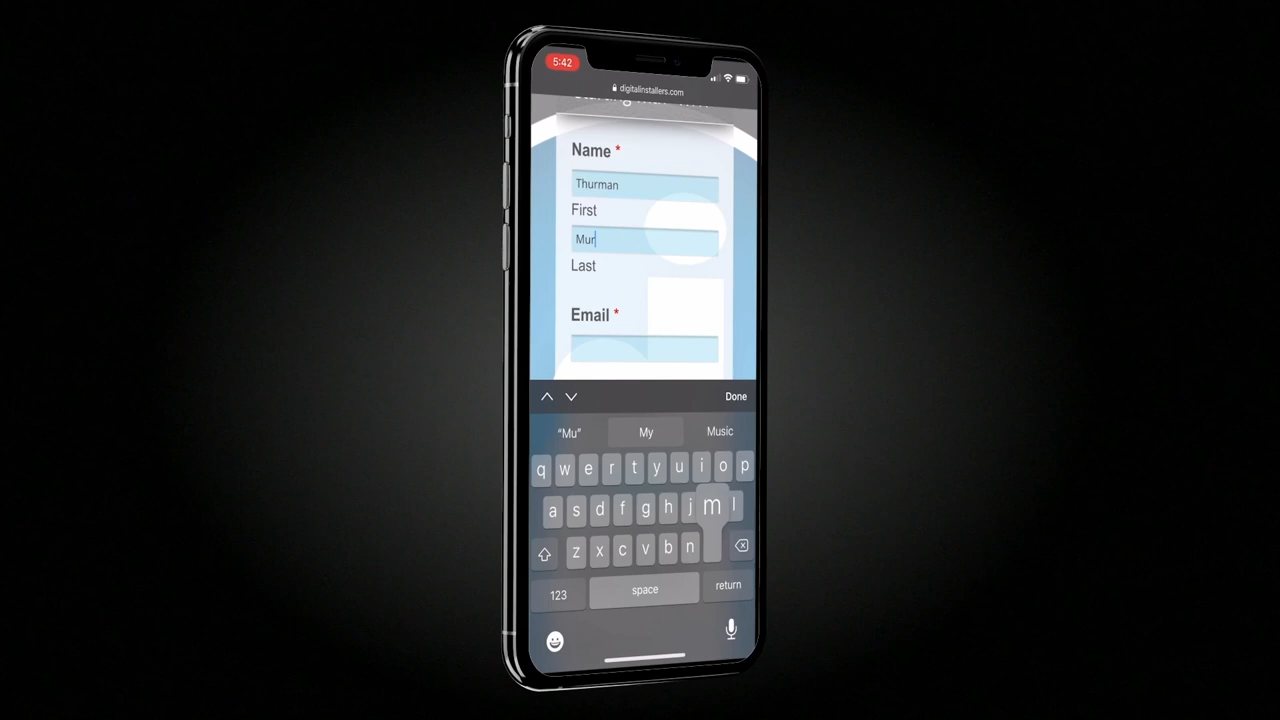 5:42
digitalinstallers.com
Name *
Thurman
First
Mur
Last
Email *
Done
"Mu" My Music
q w e r t y u i o p
a s d f g h j m l
z x c v b n
123 space return